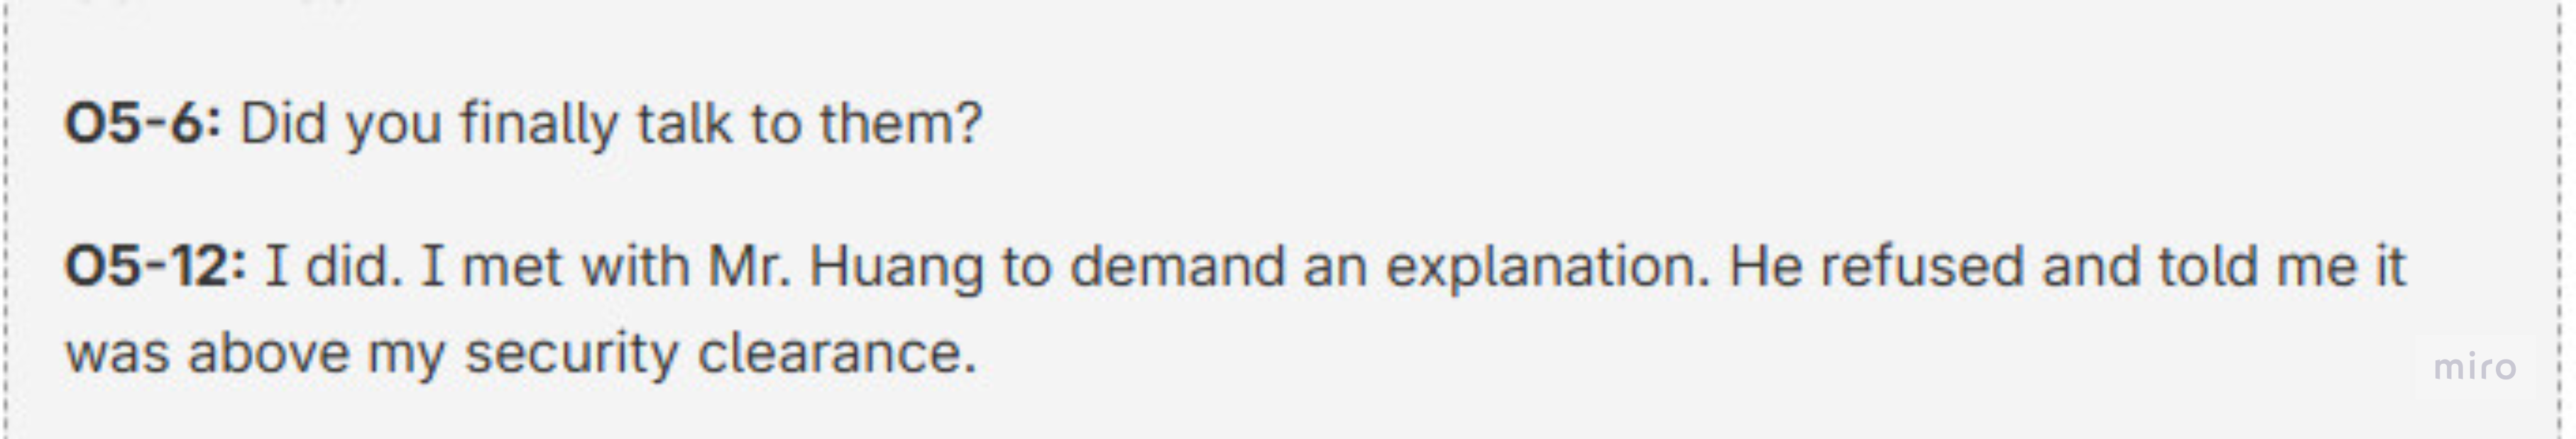 O5-6: Did you finally talk to them?
O5-12: I did. I met with Mr. Huang to demand an explanation. He refused and told me it
was above my security clearance.
miro